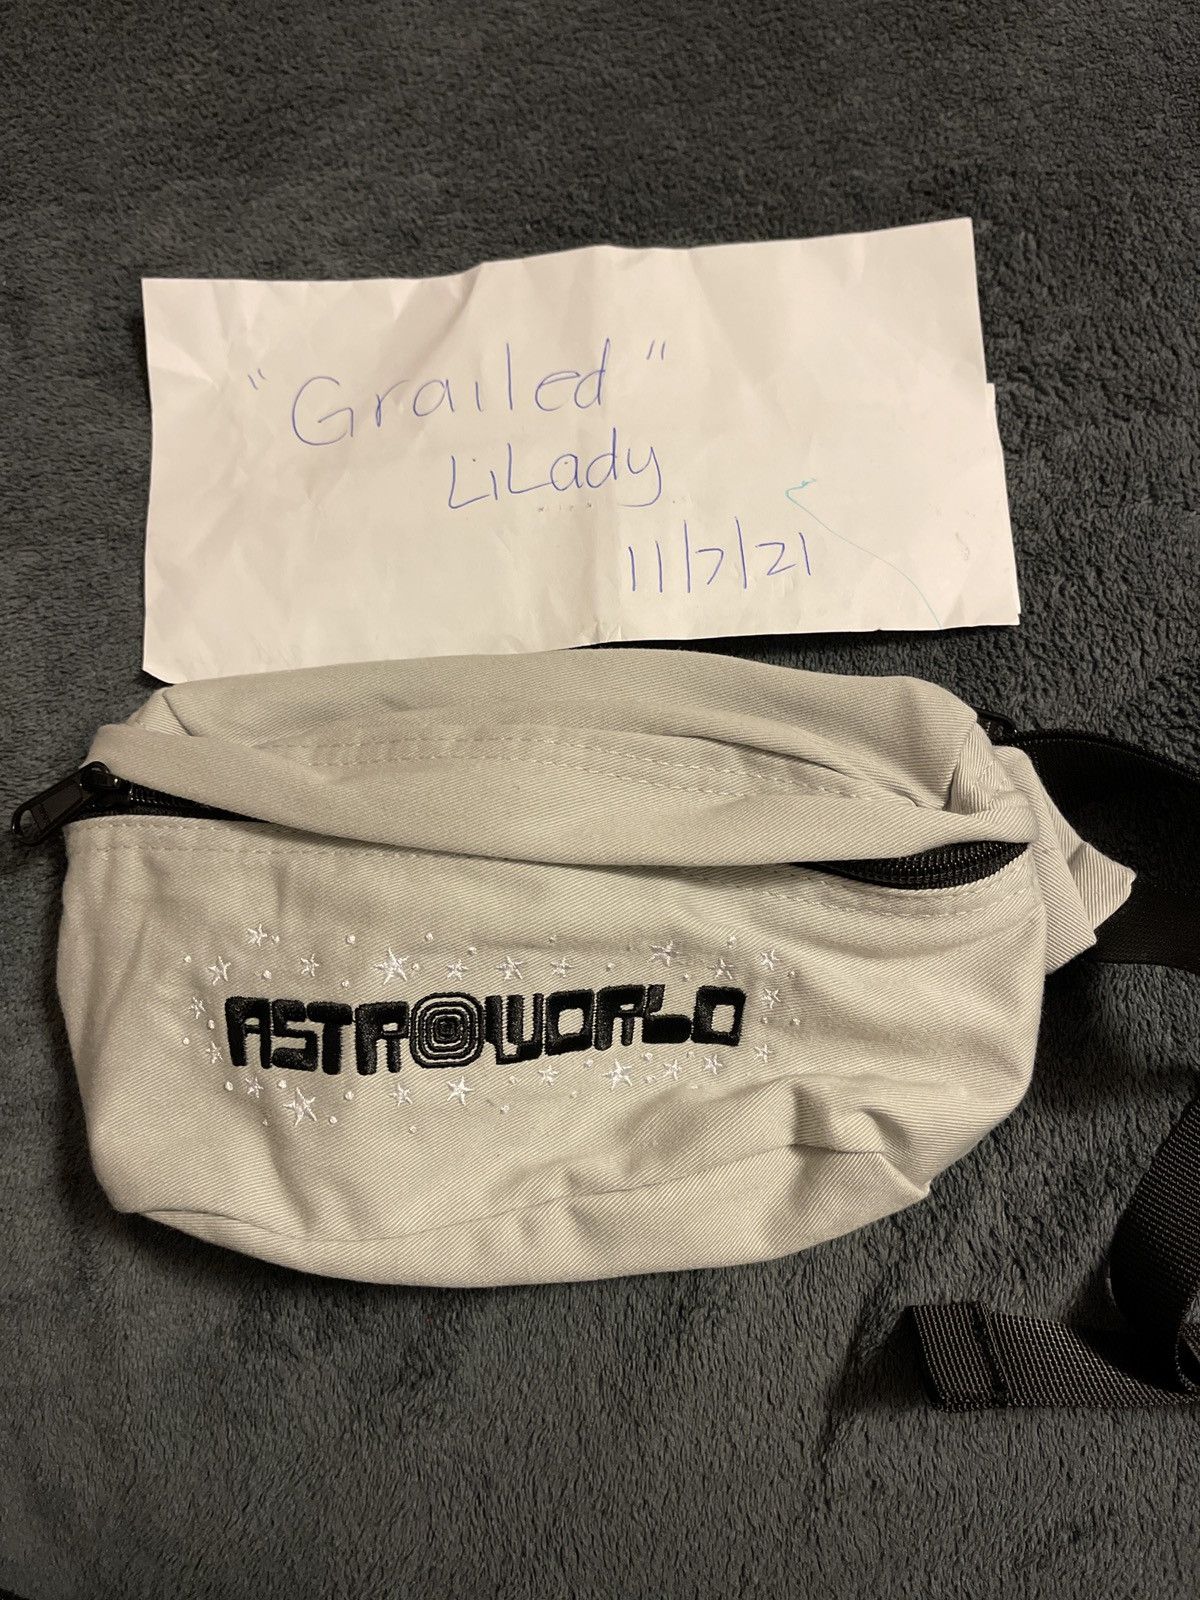 "Grailed"
LiLady
11/7/21
ASTROWORLD